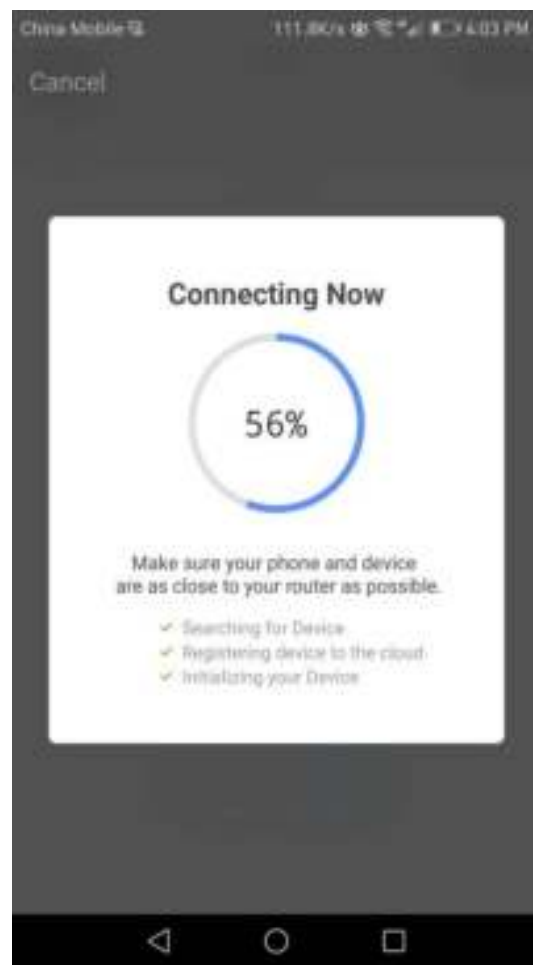 China Mobile
4:03 PM
Cancel
Connecting Now
56%
Make sure your phone and device
are as close to your router as possible.
Searching for Device
Registering device to the cloud
Initializing your Device